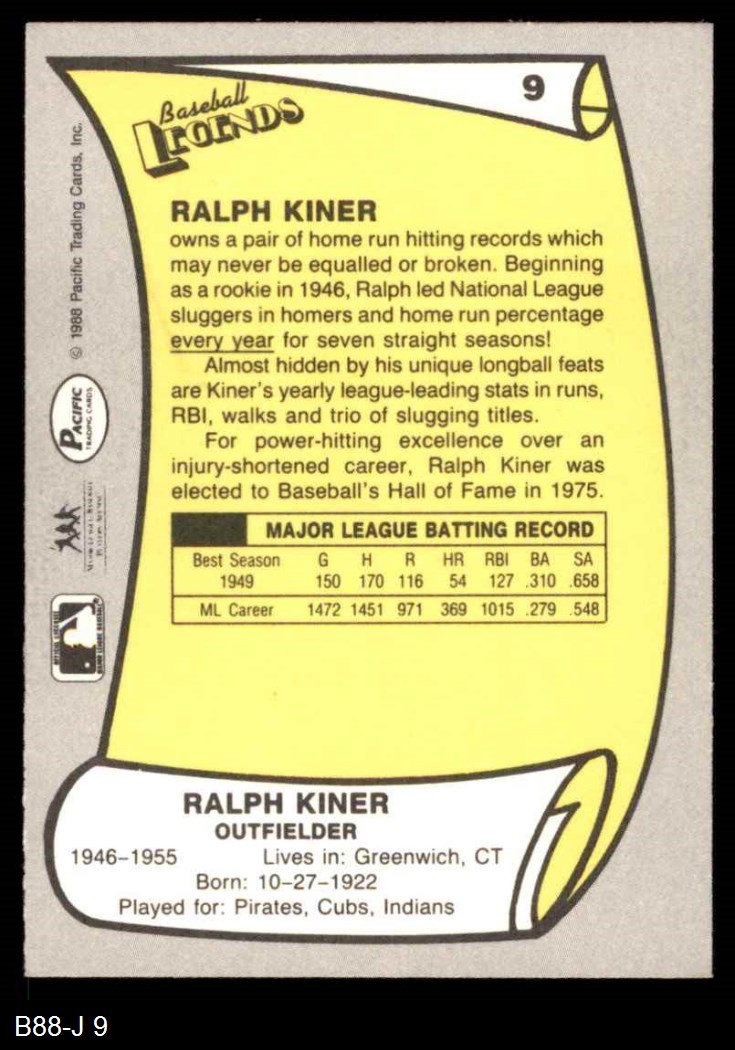 9
Baseball
LEGENDS
© 1988 Pacific Trading Cards, Inc.
PACIFIC
TRADING CARDS
RALPH KINER
owns a pair of home run hitting records which
may never be equalled or broken. Beginning
as a rookie in 1946, Ralph led National League
sluggers in homers and home run percentage
every year for seven straight seasons!
Almost hidden by his unique longball feats
are Kiner's yearly league-leading stats in runs,
RBI, walks and trio of slugging titles.
For power-hitting excellence over an
injury-shortened career, Ralph Kiner was
elected to Baseball's Hall of Fame in 1975.
MAJOR LEAGUE BATTING RECORD
Best Season G H R HR RBI BA SA
1949 150 170 116 54 127 .310 .658
ML Career 1472 1451 971 369 1015 .279 .548
RALPH KINER
OUTFIELDER
1946–1955 Lives in: Greenwich, CT
Born: 10–27–1922
Played for: Pirates, Cubs, Indians
B88-J 9